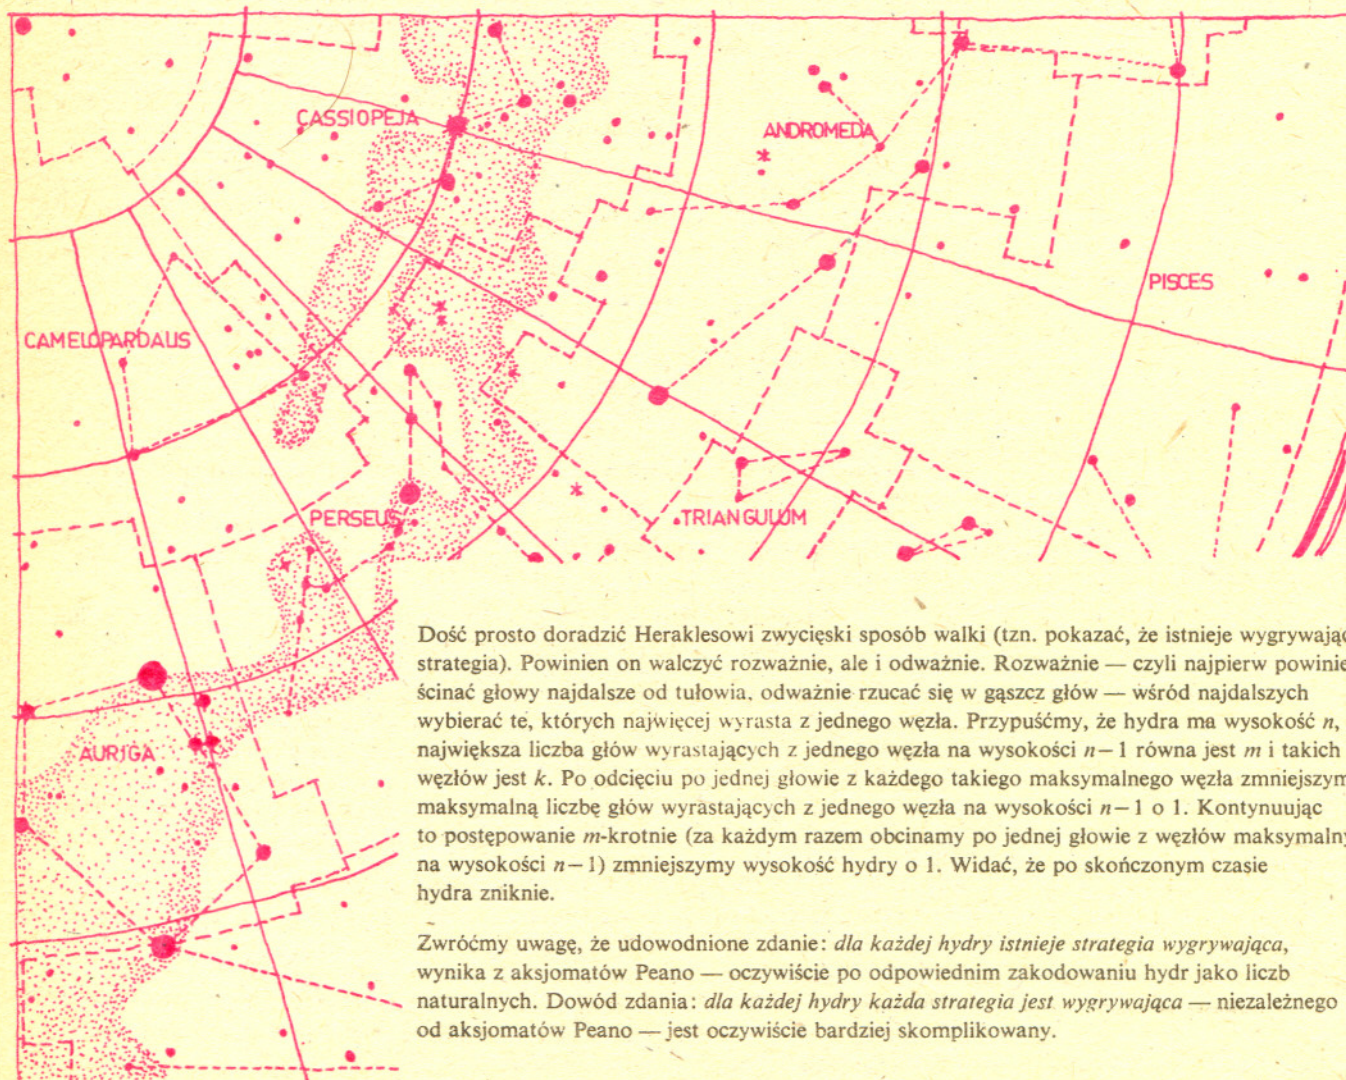 CASSIOPEJA
ANDROMEDA
PISCES
CAMELOPARDALIS
PERSEUS
TRIANGULUM
AURIGA
Dość prosto doradzić Heraklesowi zwycięski sposób walki (tzn. pokazać, że istnieje wygrywając
strategia). Powinien on walczyć rozważnie, ale i odważnie. Rozważnie — czyli najpierw powinie
ścinać głowy najdalsze od tułowia, odważnie rzucać się w gąszcz głów — wśród najdalszych
wybierać te, których najwięcej wyrasta z jednego węzła. Przypuśćmy, że hydra ma wysokość n,
największa liczba głów wyrastających z jednego węzła na wysokości n−1 równa jest m i takich
węzłów jest k. Po odcięciu po jednej głowie z każdego takiego maksymalnego węzła zmniejszym
maksymalną liczbę głów wyrastających z jednego węzła na wysokości n−1 o 1. Kontynuując
to postępowanie m-krotnie (za każdym razem obcinamy po jednej głowie z węzłów maksymalny
na wysokości n−1) zmniejszymy wysokość hydry o 1. Widać, że po skończonym czasie
hydra zniknie.
Zwróćmy uwagę, że udowodnione zdanie: dla każdej hydry istnieje strategia wygrywająca,
wynika z aksjomatów Peano — oczywiście po odpowiednim zakodowaniu hydr jako liczb
naturalnych. Dowód zdania: dla każdej hydry każda strategia jest wygrywająca — niezależnego
od aksjomatów Peano — jest oczywiście bardziej skomplikowany.